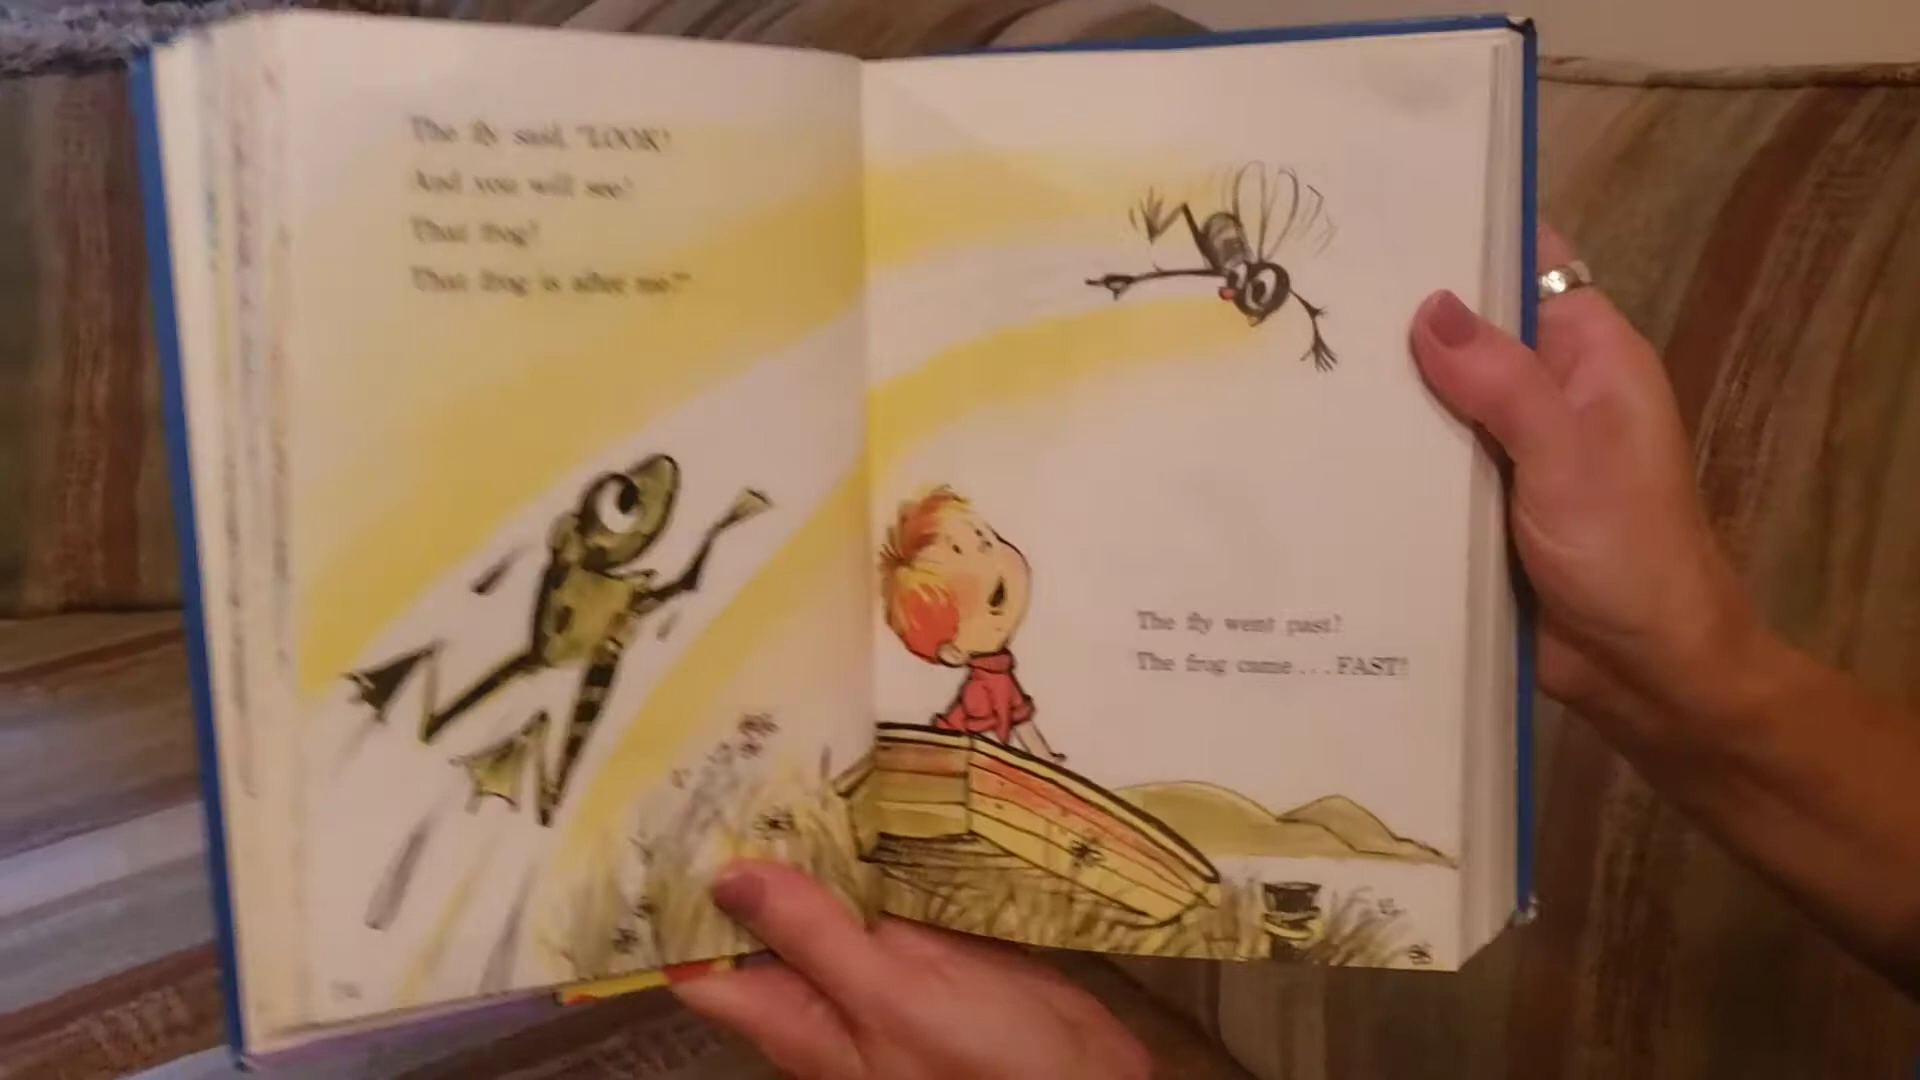 The fly said, "LOOK!
And you will see!
That frog!
That frog is after me!"
The fly went past!
The frog came...FAST!